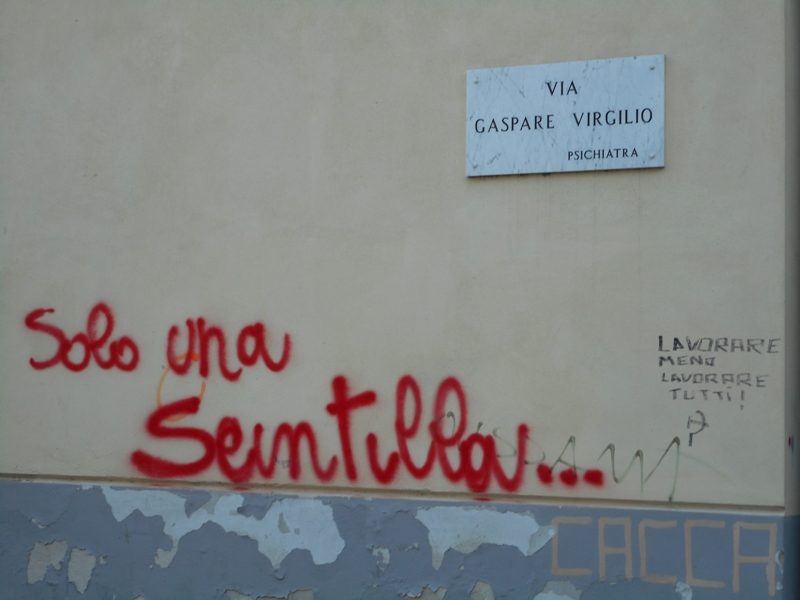 VIA
GASPARE VIRGILIO
PSICHIATRA
Solo una
Scintilla...
LAVORARE
MENO
LAVORARE
TUTTI!
CACCA